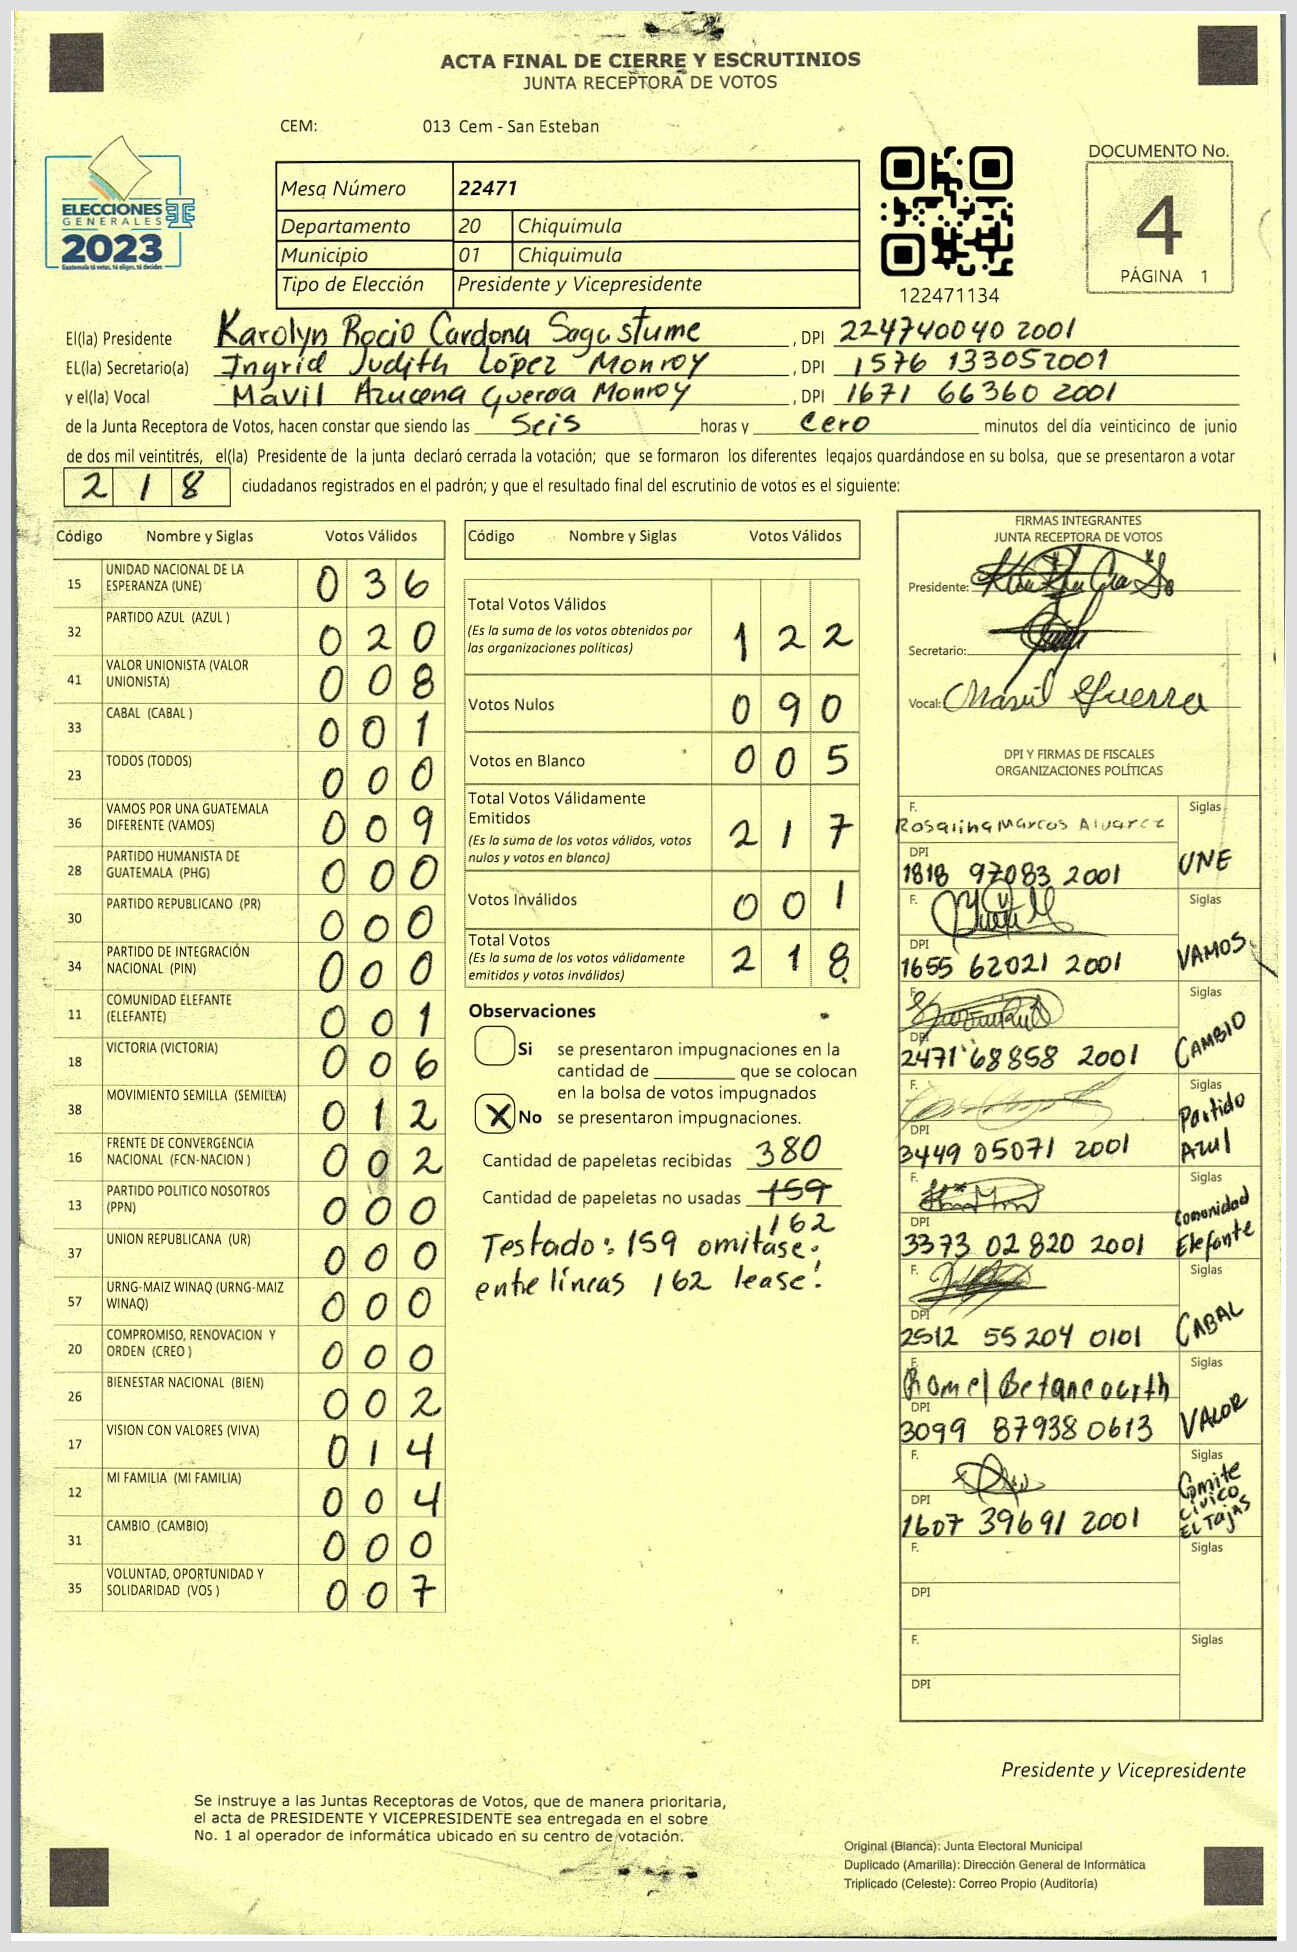 ACTA FINAL DE CIERRE Y ESCRUTINIOS
JUNTA RECEPTORA DE VOTOS
CEM: 013 Cem - San Esteban
ELECCIONES
GENERALES
2023
Guatemala tú votas, tú eliges, tú decides
Mesa Número 22471
Departamento 20 Chiquimula
Municipio 01 Chiquimula
Tipo de Elección Presidente y Vicepresidente
122471134
DOCUMENTO No.
4
PÁGINA 1
El(la) Presidente Karolyn Rocio Cardona Sagastume , DPI 224740040 2001
EL(la) Secretario(a) Ingrid Judith López Monroy , DPI 1576 133052001
y el(la) Vocal Mavil Azucena Gueroa Monroy , DPI 1671 66360 2001
de la Junta Receptora de Votos, hacen constar que siendo las Seis horas y Cero minutos del día veinticinco de junio
de dos mil veintitrés, el(la) Presidente de la junta declaró cerrada la votación; que se formaron los diferentes legajos quardándose en su bolsa, que se presentaron a votar
2 1 8 ciudadanos registrados en el padrón; y que el resultado final del escrutinio de votos es el siguiente:
Código Nombre y Siglas Votos Válidos
15 UNIDAD NACIONAL DE LA
ESPERANZA (UNE) 0 3 6
32 PARTIDO AZUL (AZUL ) 0 2 0
41 VALOR UNIONISTA (VALOR
UNIONISTA) 0 0 8
33 CABAL (CABAL ) 0 0 1
23 TODOS (TODOS) 0 0 0
36 VAMOS POR UNA GUATEMALA
DIFERENTE (VAMOS) 0 0 9
28 PARTIDO HUMANISTA DE
GUATEMALA (PHG) 0 0 0
30 PARTIDO REPUBLICANO (PR) 0 0 0
34 PARTIDO DE INTEGRACIÓN
NACIONAL (PIN) 0 0 0
11 COMUNIDAD ELEFANTE
(ELEFANTE) 0 0 1
18 VICTORIA (VICTORIA) 0 0 6
38 MOVIMIENTO SEMILLA (SEMILLA) 0 1 2
16 FRENTE DE CONVERGENCIA
NACIONAL (FCN-NACION ) 0 0 2
13 PARTIDO POLITICO NOSOTROS
(PPN) 0 0 0
37 UNION REPUBLICANA (UR) 0 0 0
57 URNG-MAIZ WINAQ (URNG-MAIZ
WINAQ) 0 0 0
20 COMPROMISO, RENOVACION Y
ORDEN (CREO ) 0 0 0
26 BIENESTAR NACIONAL (BIEN) 0 0 2
17 VISION CON VALORES (VIVA) 0 1 4
12 MI FAMILIA (MI FAMILIA) 0 0 4
31 CAMBIO (CAMBIO) 0 0 0
35 VOLUNTAD, OPORTUNIDAD Y
SOLIDARIDAD (VOS ) 0 0 7
Código Nombre y Siglas Votos Válidos
Total Votos Válidos
(Es la suma de los votos obtenidos por
las organizaciones políticas) 1 2 2
Votos Nulos 0 9 0
Votos en Blanco 0 0 5
Total Votos Válidamente
Emitidos
(Es la suma de los votos válidos, votos
nulos y votos en blanco) 2 1 7
Votos Inválidos 0 0 1
Total Votos
(Es la suma de los votos válidamente
emitidos y votos inválidos) 2 1 8
Observaciones
Si se presentaron impugnaciones en la
cantidad de ________ que se colocan
en la bolsa de votos impugnados
X No se presentaron impugnaciones.
Cantidad de papeletas recibidas 380
Cantidad de papeletas no usadas 159
162
Testado: 159 omitase.
entre líneas 162 lease!
FIRMAS INTEGRANTES
JUNTA RECEPTORA DE VOTOS
Presidente:
Secretario:
Vocal: Mavil Guerra
DPI Y FIRMAS DE FISCALES
ORGANIZACIONES POLÍTICAS
F. Siglas
Rosalina Marcos Alvarez
DPI
1818 97083 2001 UNE
F. Siglas
DPI
1655 62021 2001 VAMOS
F. Siglas
DPI
2471 68858 2001 CAMBIO
F. Siglas
DPI
3449 05071 2001 Partido
Azul
F. Siglas
DPI
3373 02 820 2001 Comunidad
Elefante
F. Siglas
DPI
2512 55204 0101 CABAL
F. Siglas
Romel Betancourth
DPI
3099 87938 0613 VALOR
F. Siglas
DPI
1607 39691 2001 Comite
Civico
El Tajas
F. Siglas
DPI
F. Siglas
DPI
Presidente y Vicepresidente
Se instruye a las Juntas Receptoras de Votos, que de manera prioritaria,
el acta de PRESIDENTE Y VICEPRESIDENTE sea entregada en el sobre
No. 1 al operador de informática ubicado en su centro de votación.
Original (Blanca): Junta Electoral Municipal
Duplicado (Amarilla): Dirección General de Informática
Triplicado (Celeste): Correo Propio (Auditoría)